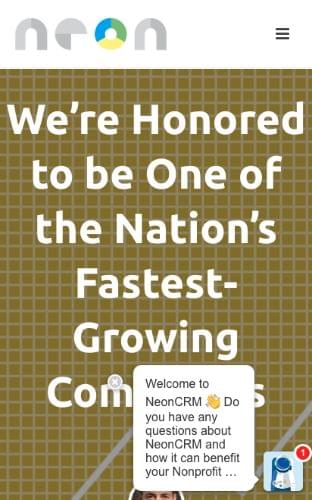 neon
We're Honored
to be One of
the Nation's
Fastest-
Growing
Com s
Welcome to
NeonCRM 👋 Do
you have any
questions about
NeonCRM and
how it can benefit
your Nonprofit ...
1